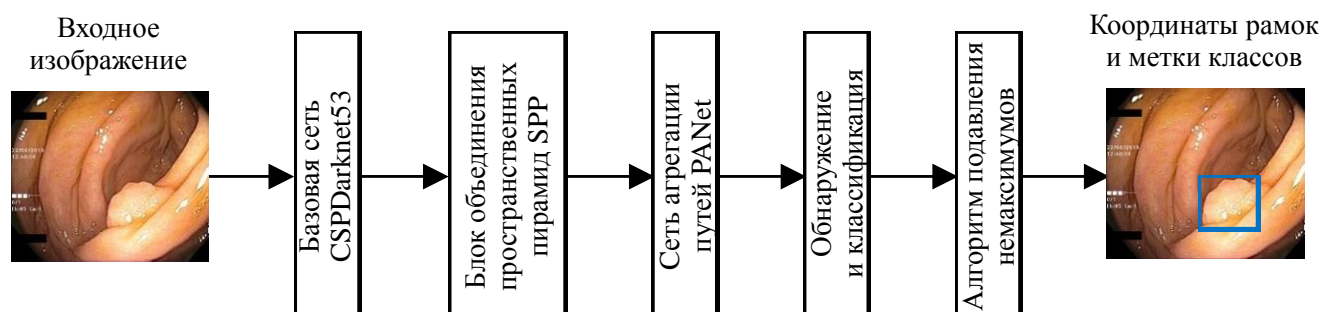 Входное
изображение
Базовая сеть
CSPDarknet53
Блок объединения
пространственных
пирамид SPP
Сеть агрегации
путей PANet
Обнаружение
и классификация
Алгоритм подавления
немаксимумов
Координаты рамок
и метки классов